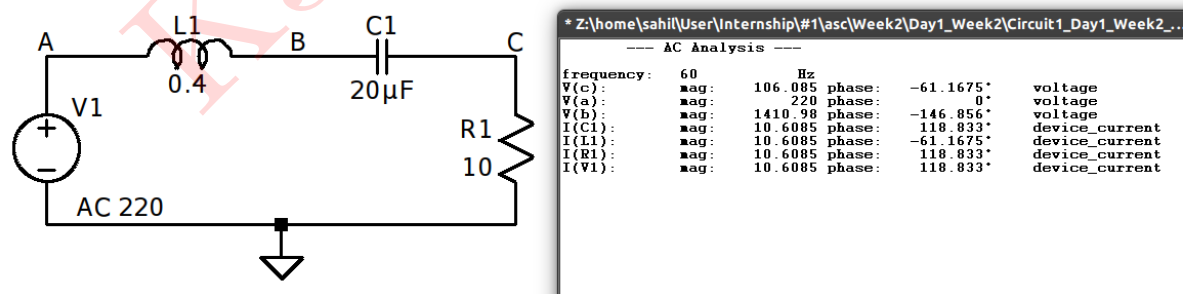 L1
A
B
C1
C
0.4
20µF
V1
+
−
R1
10
AC 220
* Z:\home\sahil\User\Internship\#1\asc\Week2\Day1_Week2\Circuit1_Day1_Week2_...
--- AC Analysis ---
frequency: 60 Hz
V(c): mag: 106.085 phase: -61.1675° voltage
V(a): mag: 220 phase: 0° voltage
V(b): mag: 1410.98 phase: -146.856° voltage
I(C1): mag: 10.6085 phase: 118.833° device_current
I(L1): mag: 10.6085 phase: -61.1675° device_current
I(R1): mag: 10.6085 phase: 118.833° device_current
I(V1): mag: 10.6085 phase: 118.833° device_current